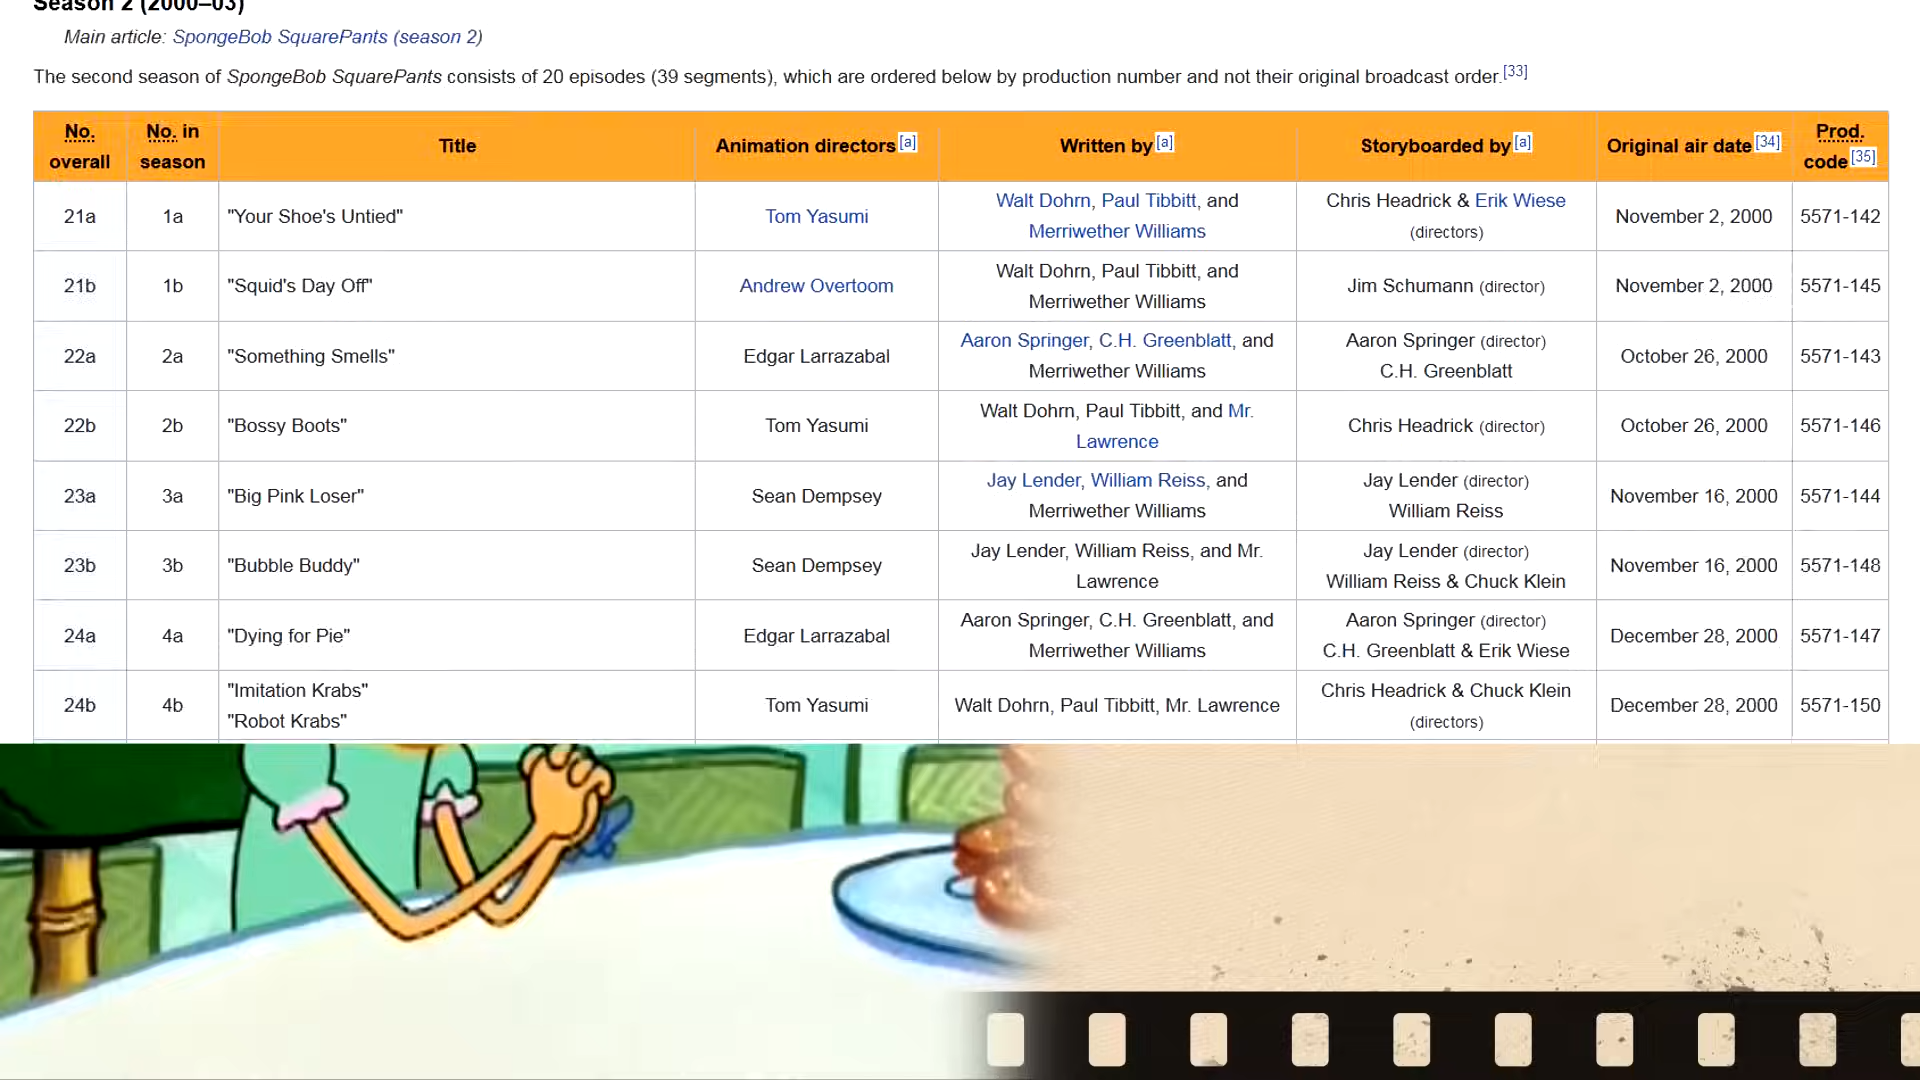 Season 2 (2000–03)
Main article: SpongeBob SquarePants (season 2)
The second season of SpongeBob SquarePants consists of 20 episodes (39 segments), which are ordered below by production number and not their original broadcast order.[33]
No. overall No. in season Title Animation directors[a] Written by[a] Storyboarded by[a] Original air date[34] Prod. code[35]
21a 1a "Your Shoe's Untied" Tom Yasumi Walt Dohrn, Paul Tibbitt, and Merriwether Williams Chris Headrick & Erik Wiese (directors) November 2, 2000 5571-142
21b 1b "Squid's Day Off" Andrew Overtoom Walt Dohrn, Paul Tibbitt, and Merriwether Williams Jim Schumann (director) November 2, 2000 5571-145
22a 2a "Something Smells" Edgar Larrazabal Aaron Springer, C.H. Greenblatt, and Merriwether Williams Aaron Springer (director) C.H. Greenblatt October 26, 2000 5571-143
22b 2b "Bossy Boots" Tom Yasumi Walt Dohrn, Paul Tibbitt, and Mr. Lawrence Chris Headrick (director) October 26, 2000 5571-146
23a 3a "Big Pink Loser" Sean Dempsey Jay Lender, William Reiss, and Merriwether Williams Jay Lender (director) William Reiss November 16, 2000 5571-144
23b 3b "Bubble Buddy" Sean Dempsey Jay Lender, William Reiss, and Mr. Lawrence Jay Lender (director) William Reiss & Chuck Klein November 16, 2000 5571-148
24a 4a "Dying for Pie" Edgar Larrazabal Aaron Springer, C.H. Greenblatt, and Merriwether Williams Aaron Springer (director) C.H. Greenblatt & Erik Wiese December 28, 2000 5571-147
24b 4b "Imitation Krabs" "Robot Krabs" Tom Yasumi Walt Dohrn, Paul Tibbitt, Mr. Lawrence Chris Headrick & Chuck Klein (directors) December 28, 2000 5571-150